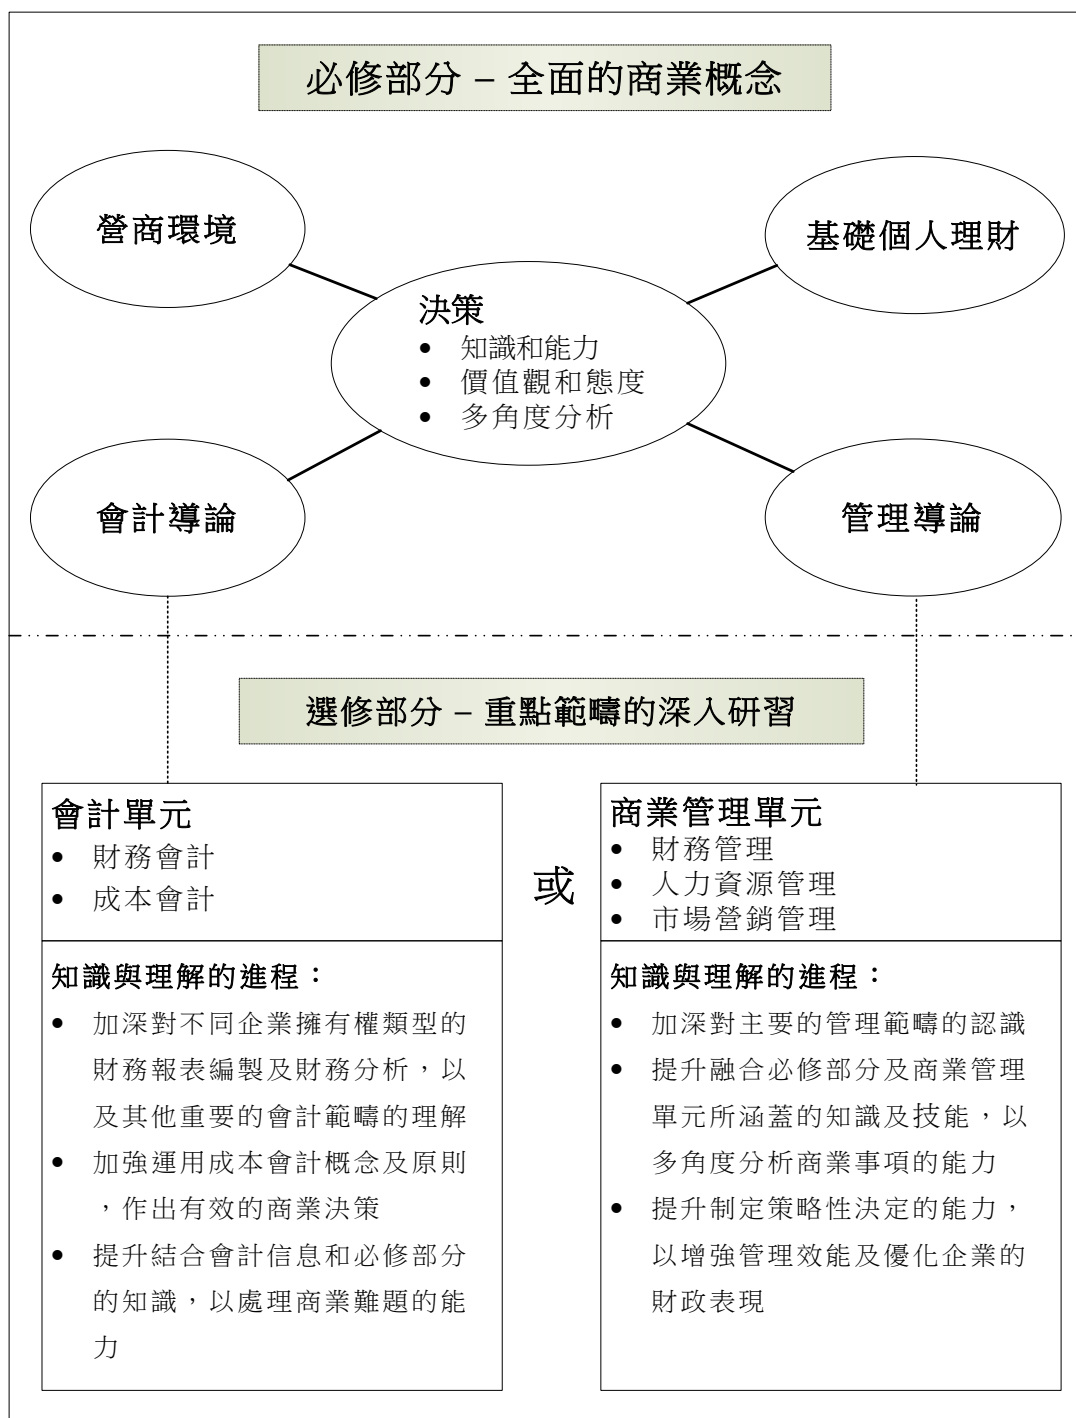 必修部分 – 全面的商業概念
營商環境
基礎個人理財
決策
• 知識和能力
• 價值觀和態度
• 多角度分析
會計導論
管理導論
選修部分 – 重點範疇的深入研習
會計單元
• 財務會計
• 成本會計
或
商業管理單元
• 財務管理
• 人力資源管理
• 市場營銷管理
知識與理解的進程：
• 加深對不同企業擁有權類型的
財務報表編製及財務分析，以
及其他重要的會計範疇的理解
• 加強運用成本會計概念及原則
，作出有效的商業決策
• 提升結合會計信息和必修部分
的知識，以處理商業難題的能
力
知識與理解的進程：
• 加深對主要的管理範疇的認識
• 提升融合必修部分及商業管理
單元所涵蓋的知識及技能，以
多角度分析商業事項的能力
• 提升制定策略性決定的能力，
以增強管理效能及優化企業的
財政表現